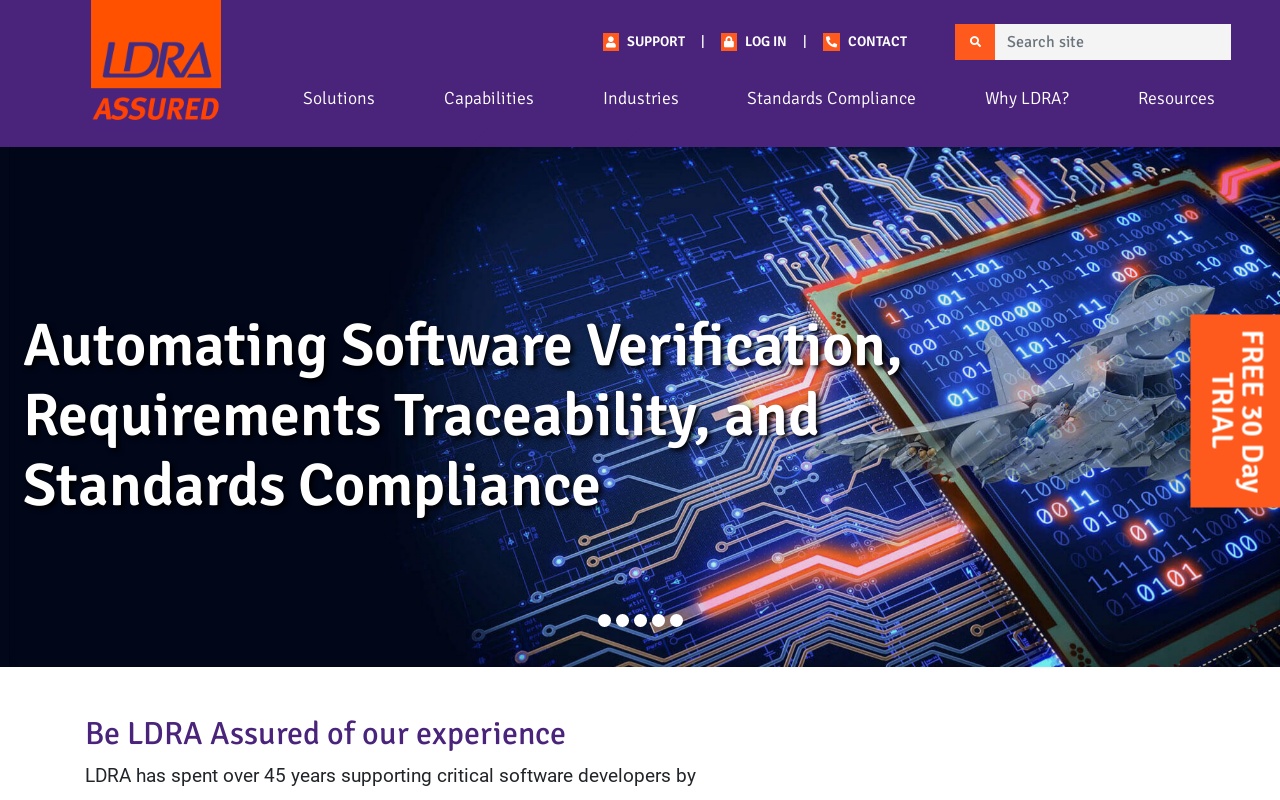 LDRA
ASSURED
SUPPORT | LOG IN | CONTACT
Search site
Solutions Capabilities Industries Standards Compliance Why LDRA? Resources
Automating Software Verification,
Requirements Traceability, and
Standards Compliance
FREE 30 Day
TRIAL
Be LDRA Assured of our experience
LDRA has spent over 45 years supporting critical software developers by